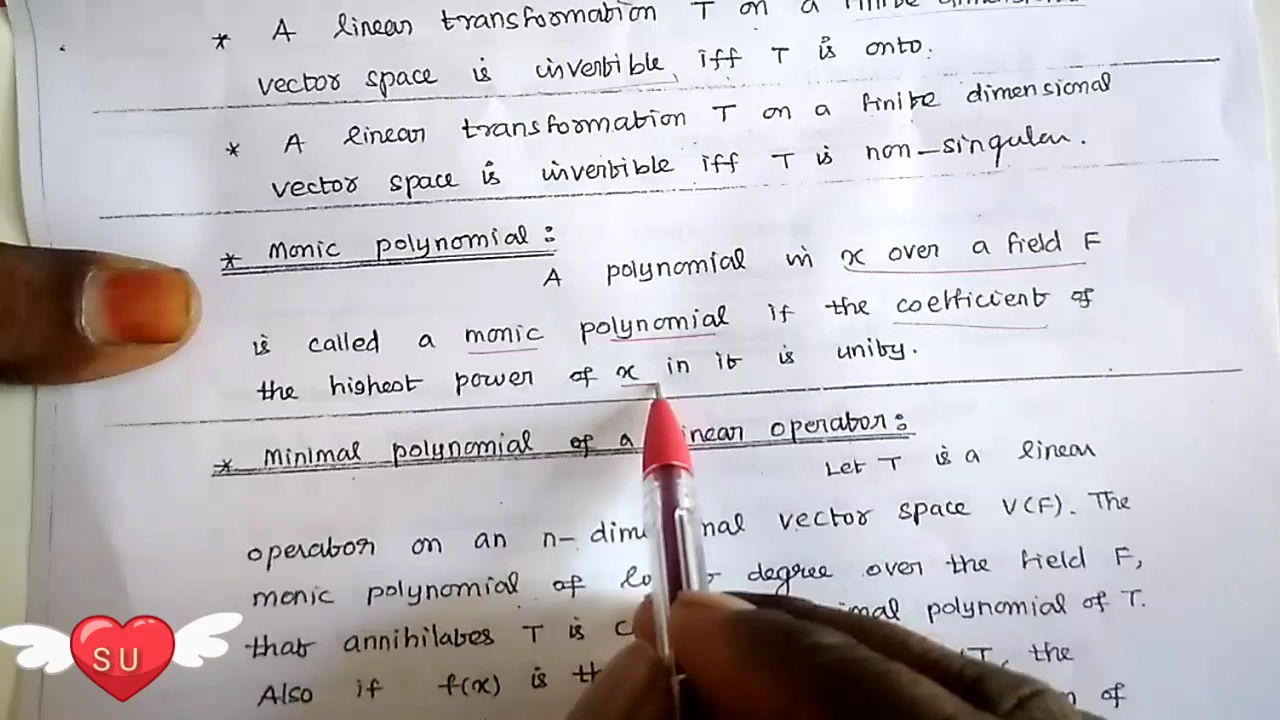 * A linear transformation T on a finite dimensional
vector space is invertible iff T is onto.
* A linear transformation T on a finite dimensional
vector space is invertible iff T is non-singular.
* Monic polynomial:
A polynomial in x over a field F
is called a monic polynomial if the coefficient of
the highest power of x in it is unity.
* Minimal polynomial of a linear operator:
Let T is a linear
operator on an n-dimensional vector space V(F). The
monic polynomial of degree over the field F,
that annihilates T is polynomial of T.
Also if f(x) is the
of
SU